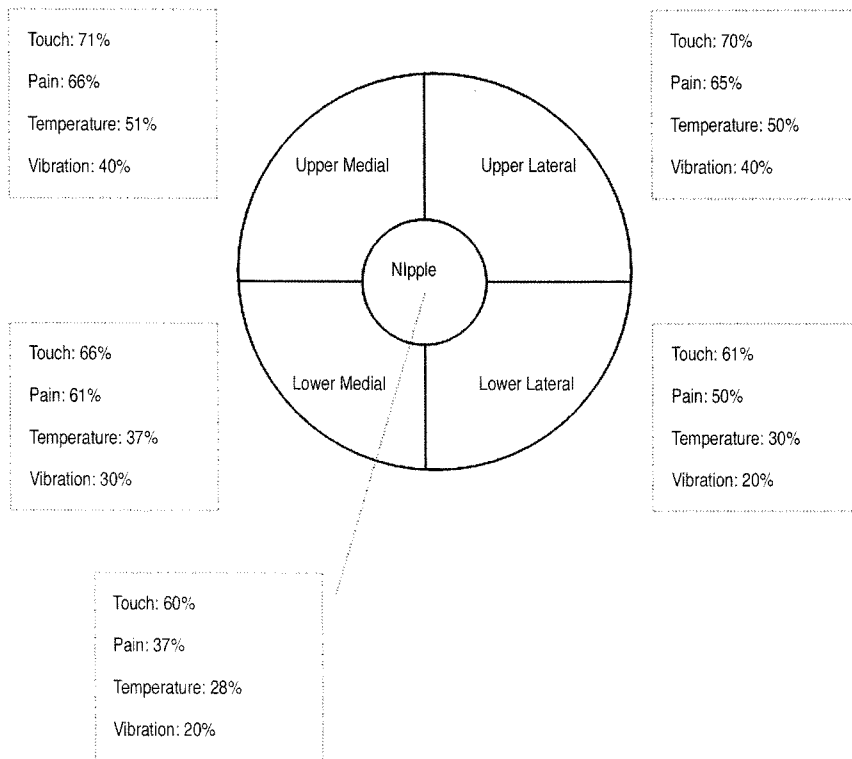 Touch: 71%
Pain: 66%
Temperature: 51%
Vibration: 40%
Touch: 70%
Pain: 65%
Temperature: 50%
Vibration: 40%
Upper Medial
Upper Lateral
NIpple
Lower Medial
Lower Lateral
Touch: 66%
Pain: 61%
Temperature: 37%
Vibration: 30%
Touch: 61%
Pain: 50%
Temperature: 30%
Vibration: 20%
Touch: 60%
Pain: 37%
Temperature: 28%
Vibration: 20%